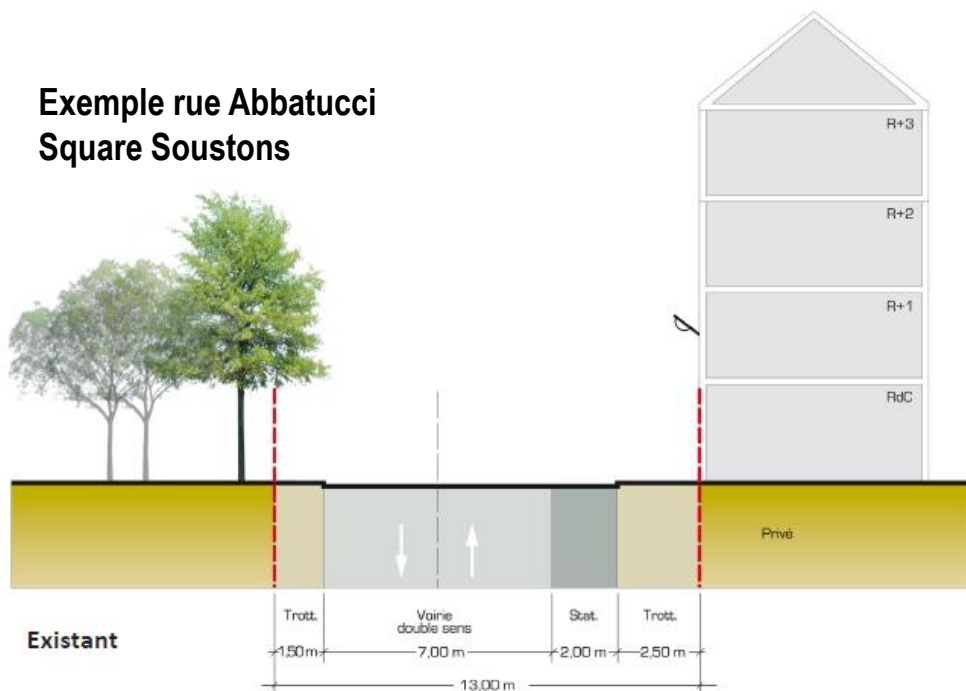 Exemple rue Abbatucci
Square Soustons
R+3
R+2
R+1
RdC
Privé
Trott.
Voirie
double sens
Stat.
Trott.
Existant
1,50 m
7,00 m
2,00 m
2,50 m
13,00 m